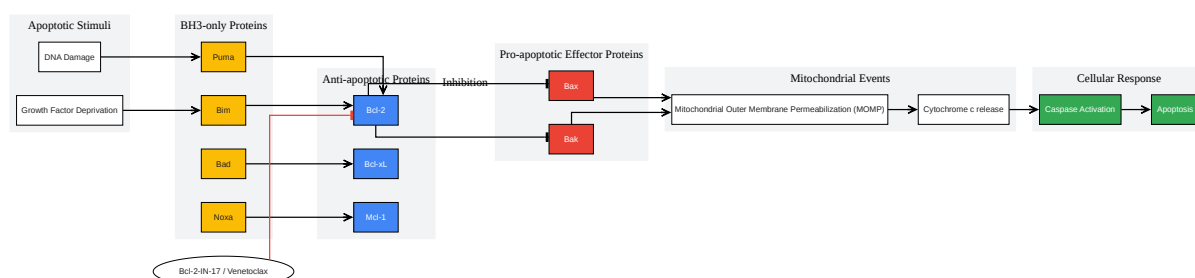 Apoptotic Stimuli
DNA Damage
Growth Factor Deprivation
BH3-only Proteins
Puma
Bim
Bad
Noxa
Anti-apoptotic Proteins
Bcl-2
Bcl-xL
Mcl-1
Inhibition
Pro-apoptotic Effector Proteins
Bax
Bak
Mitochondrial Events
Mitochondrial Outer Membrane Permeabilization (MOMP)
Cytochrome c release
Cellular Response
Caspase Activation
Apoptosis
Bcl-2-IN-17 / Venetoclax